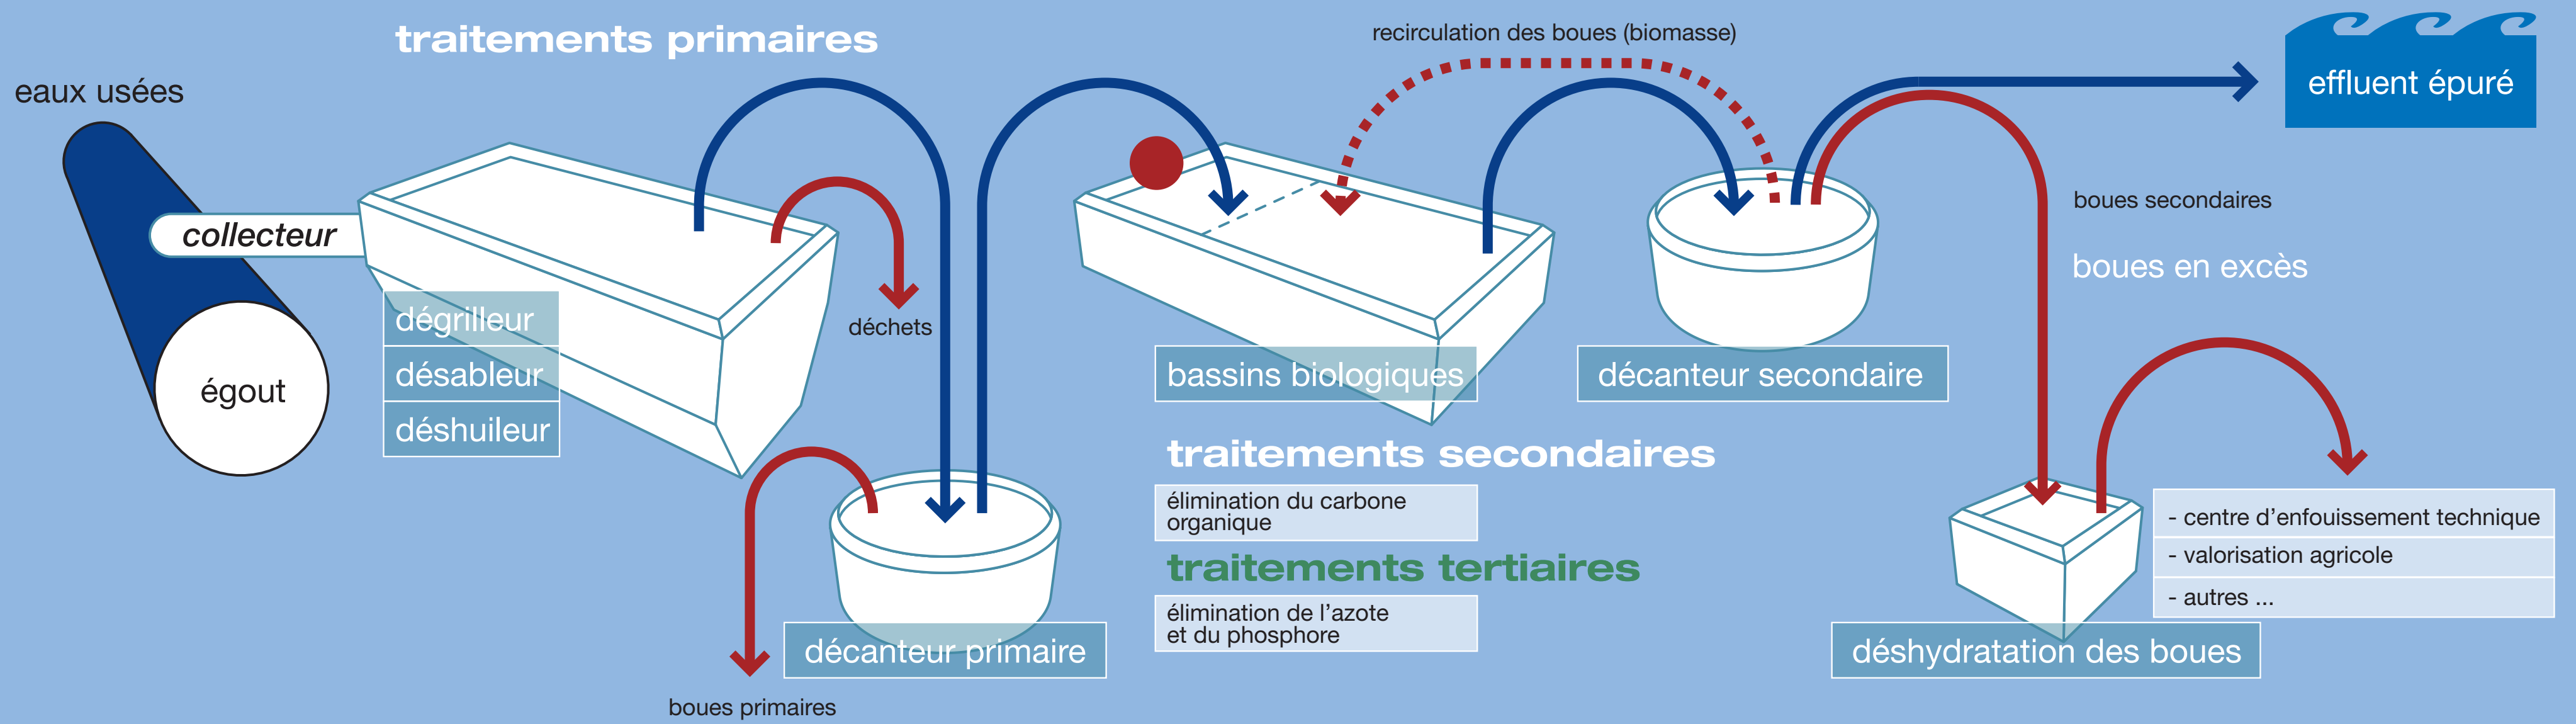 traitements primaires
recirculation des boues (biomasse)
effluent épuré
eaux usées
collecteur
égout
dégrilleur
désableur
déshuileur
déchets
boues secondaires
boues en excès
bassins biologiques
décanteur secondaire
traitements secondaires
élimination du carbone
organique
traitements tertiaires
élimination de l’azote
et du phosphore
décanteur primaire
boues primaires
- centre d’enfouissement technique
- valorisation agricole
- autres ...
déshydratation des boues